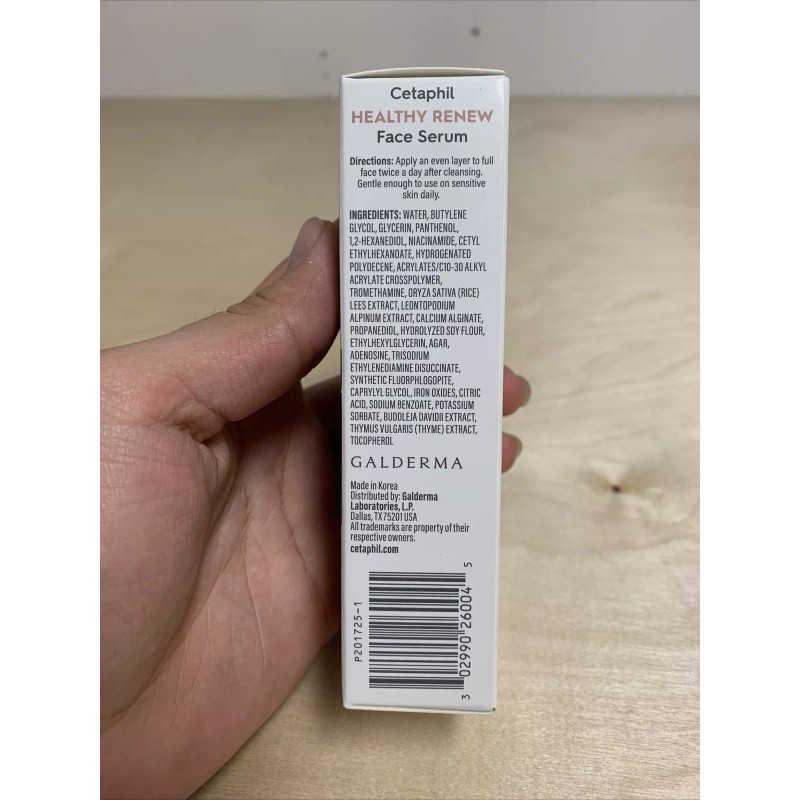 Cetaphil
HEALTHY RENEW
Face Serum
Directions: Apply an even layer to full
face twice a day after cleansing.
Gentle enough to use on sensitive
skin daily.
INGREDIENTS: WATER, BUTYLENE
GLYCOL, GLYCERIN, PANTHENOL,
1,2-HEXANEDIOL, NIACINAMIDE, CETYL
ETHYLHEXANOATE, HYDROGENATED
POLYDECENE, ACRYLATES/C10-30 ALKYL
ACRYLATE CROSSPOLYMER,
TROMETHAMINE, ORYZA SATIVA (RICE)
LEES EXTRACT, LEONTOPODIUM
ALPINUM EXTRACT, CALCIUM ALGINATE,
PROPANEDIOL, HYDROLYZED SOY FLOUR,
ETHYLHEXYLGLYCERIN, AGAR,
ADENOSINE, TRISODIUM
ETHYLENEDIAMINE DISUCCINATE,
SYNTHETIC FLUORPHLOGOPITE,
CAPRYLYL GLYCOL, IRON OXIDES, CITRIC
ACID, SODIUM BENZOATE, POTASSIUM
SORBATE, BUDDLEJA DAVIDII EXTRACT,
THYMUS VULGARIS (THYME) EXTRACT,
TOCOPHEROL
GALDERMA
Made in Korea
Distributed by: Galderma
Laboratories, L.P.
Dallas, TX 75201 USA
All trademarks are property of their
respective owners.
cetaphil.com
P201725-1
3 02990 26004 5